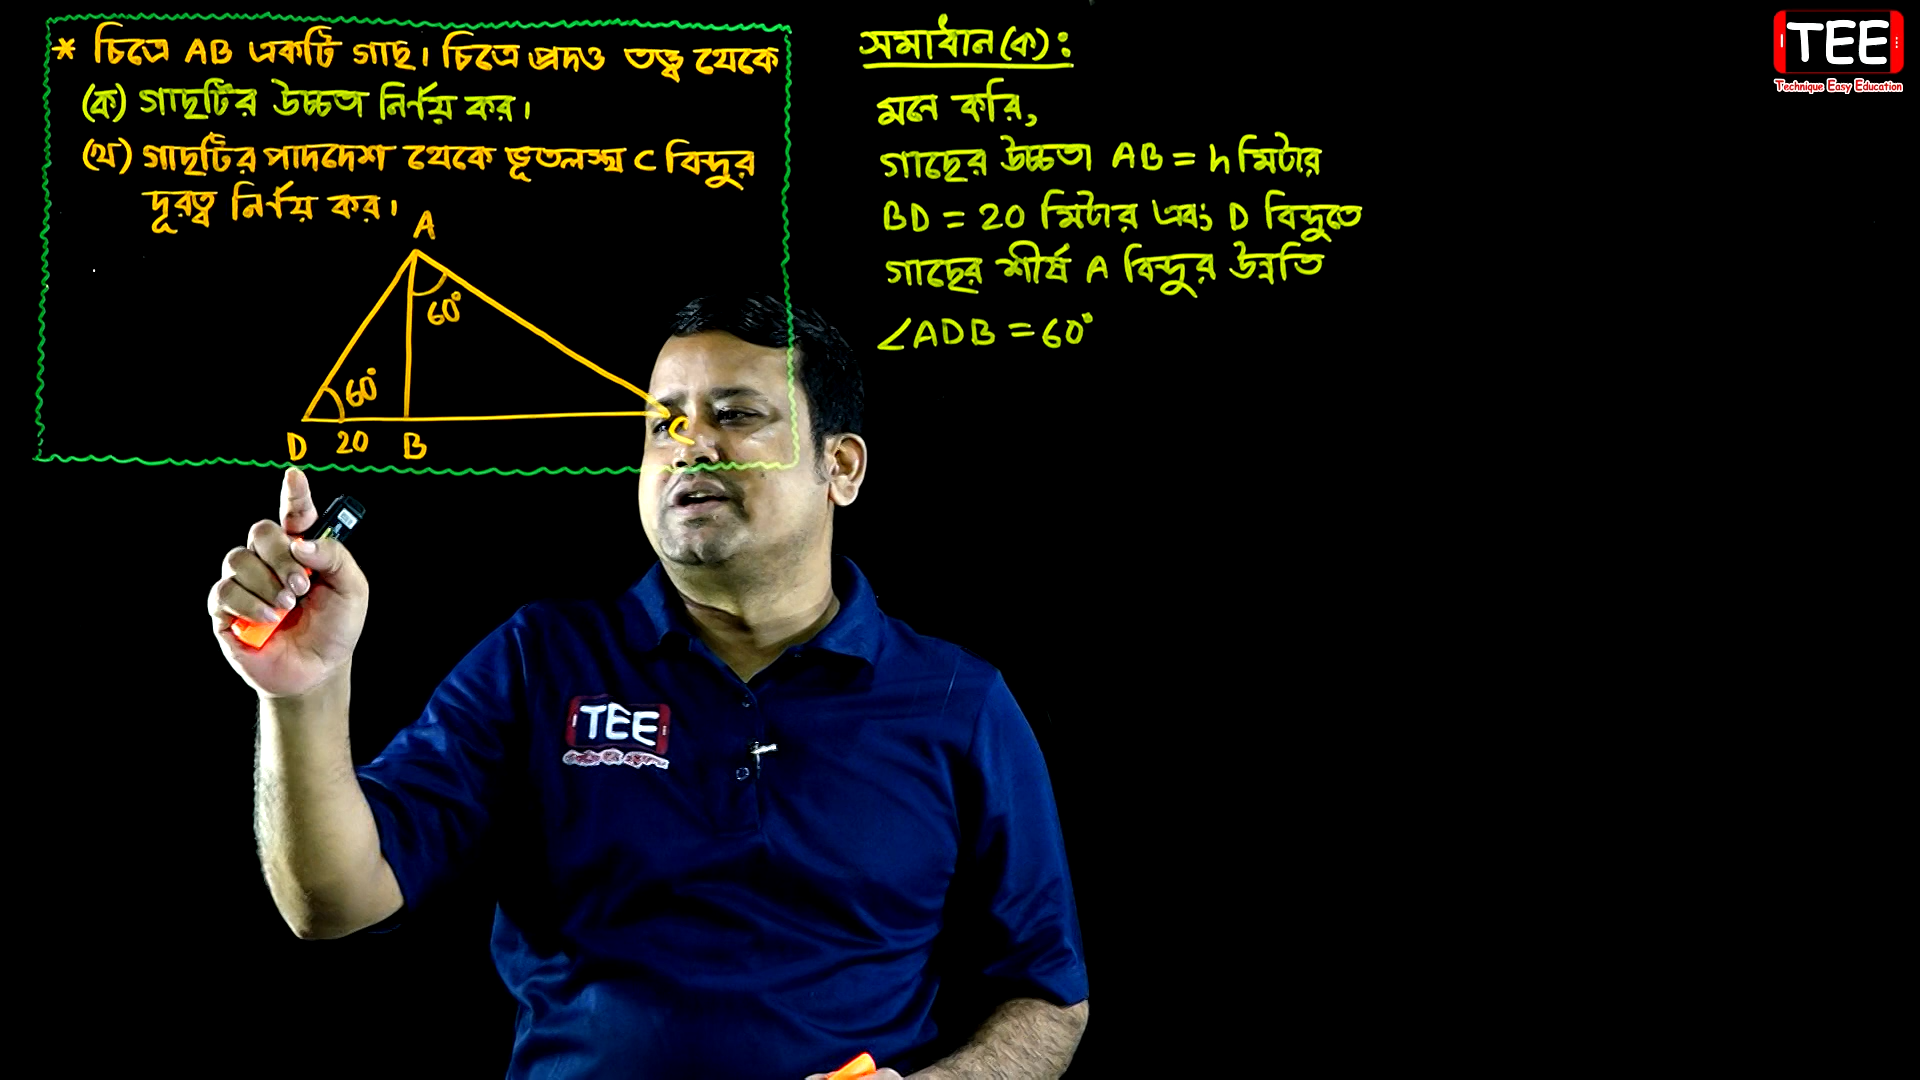 * চিত্রে AB একটি গাছ। চিত্রে প্রদত্ত তত্ত্ব থেকে
(ক) গাছটির উচ্চতা নির্ণয় কর।
(খ) গাছটির পাদদেশ থেকে ভূতলস্থ C বিন্দুর
দূরত্ব নির্ণয় কর।
A
60°
60°
D 20 B
C
সমাধান (ক) :
মনে করি,
গাছের উচ্চতা AB = h মিটার
BD = 20 মিটার এবং D বিন্দুতে
গাছের শীর্ষ A বিন্দুর উন্নতি
∠ADB = 60°
TEE
Technique Easy Education
TEE